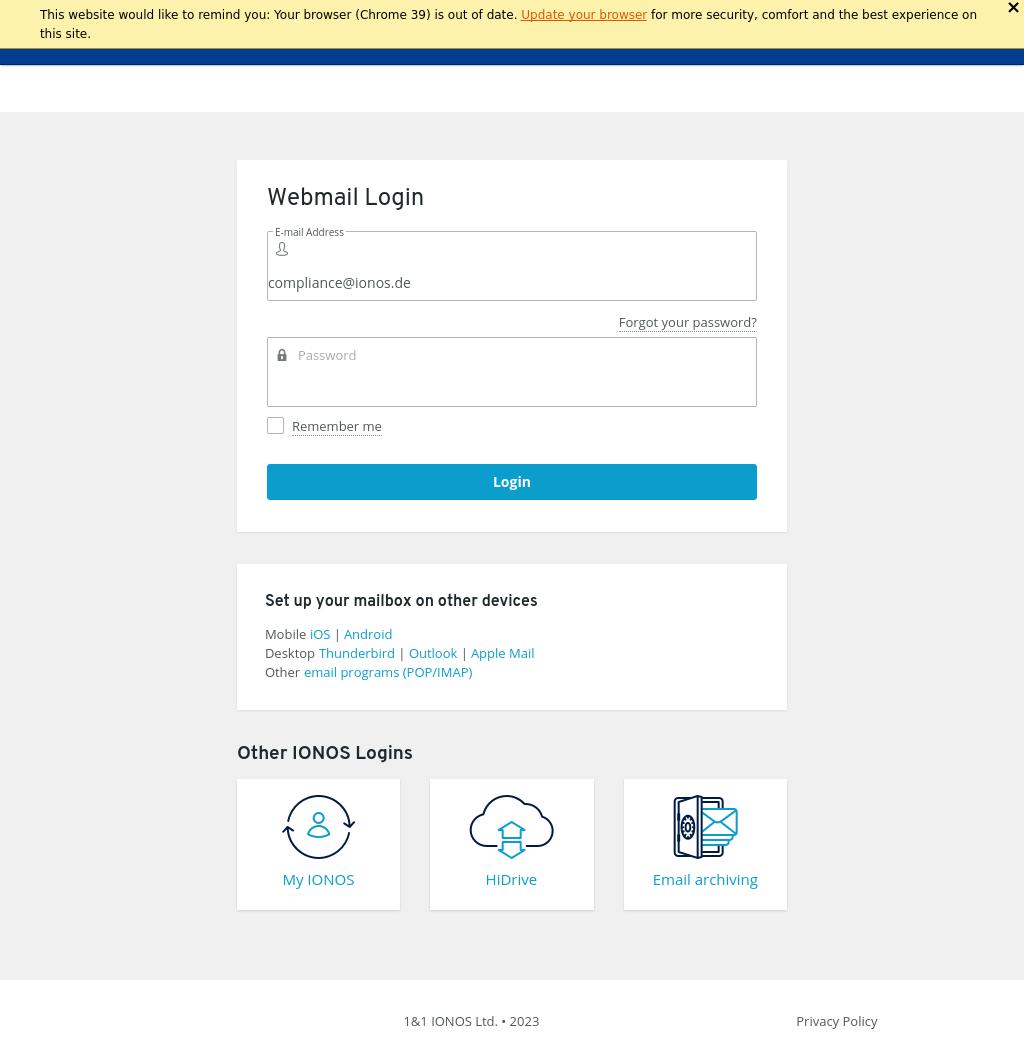 This website would like to remind you: Your browser (Chrome 39) is out of date. Update your browser for more security, comfort and the best experience on
this site.
Webmail Login
E-mail Address
compliance@ionos.de
Forgot your password?
Password
Remember me
Login
Set up your mailbox on other devices
Mobile iOS | Android
Desktop Thunderbird | Outlook | Apple Mail
Other email programs (POP/IMAP)
Other IONOS Logins
My IONOS
HiDrive
Email archiving
1&1 IONOS Ltd. • 2023
Privacy Policy